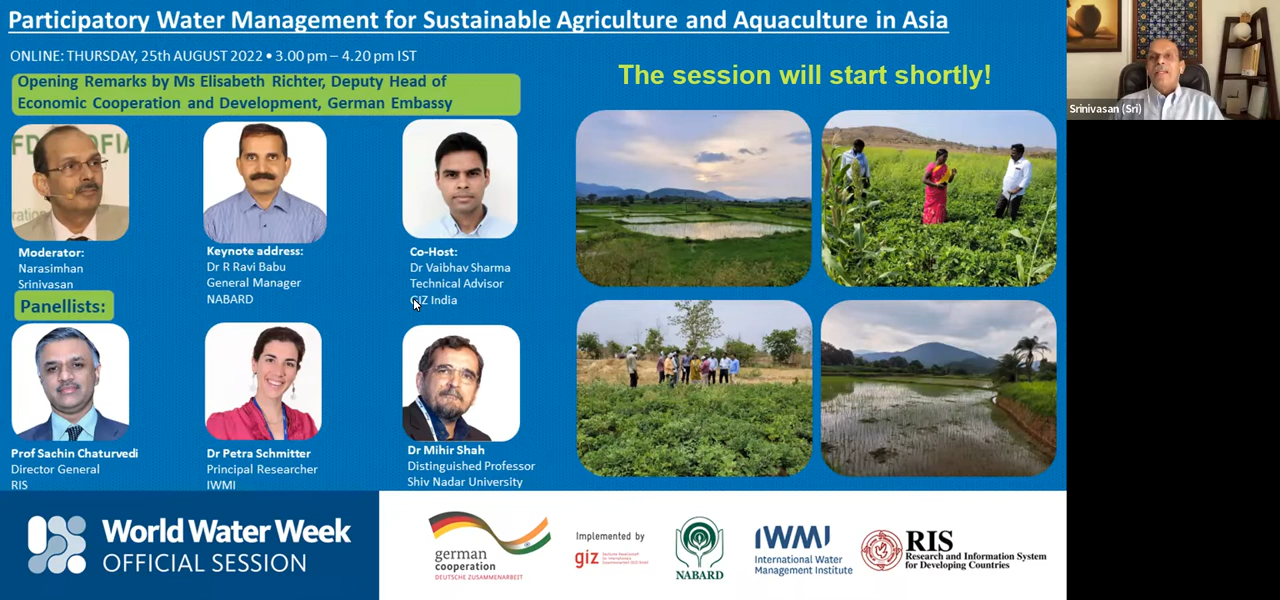 Participatory Water Management for Sustainable Agriculture and Aquaculture in Asia
ONLINE: THURSDAY, 25th AUGUST 2022 • 3.00 pm – 4.20 pm IST
Opening Remarks by Ms Elisabeth Richter, Deputy Head of
Economic Cooperation and Development, German Embassy
The session will start shortly!
Srinivasan (Sri)
Moderator:
Narasimhan
Srinivasan
Keynote address:
Dr R Ravi Babu
General Manager
NABARD
Co-Host:
Dr Vaibhav Sharma
Technical Advisor
GIZ India
Panellists:
Prof Sachin Chaturvedi
Director General
RIS
Dr Petra Schmitter
Principal Researcher
IWMI
Dr Mihir Shah
Distinguished Professor
Shiv Nadar University
World Water Week
OFFICIAL SESSION
german
cooperation
DEUTSCHE ZUSAMMENARBEIT
Implemented by
giz
NABARD
IWMI
International Water
Management Institute
RIS
Research and Information System
for Developing Countries